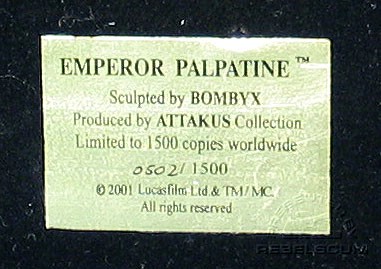 EMPEROR PALPATINE™
Sculpted by BOMBYX
Produced by ATTAKUS Collection
Limited to 1500 copies worldwide
0502/ 1500
© 2001 Lucasfilm Ltd. & TM/ MC.
All rights reserved
REBELSCUM